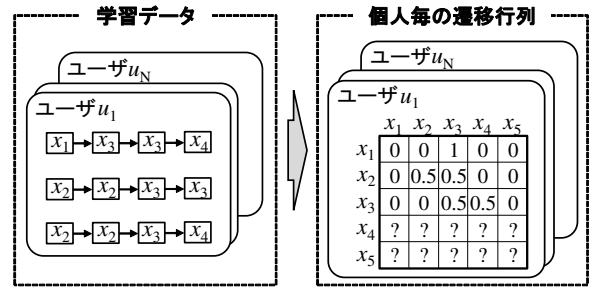 学習データ
ユーザu_N
ユーザu_1
x_1 x_3 x_3 x_4
x_2 x_2 x_3 x_3
x_2 x_2 x_3 x_4
個人毎の遷移行列
ユーザu_N
ユーザu_1
x_1 x_2 x_3 x_4 x_5
x_1 0 0 1 0 0
x_2 0 0.5 0.5 0 0
x_3 0 0 0.5 0.5 0
x_4 ? ? ? ? ?
x_5 ? ? ? ? ?